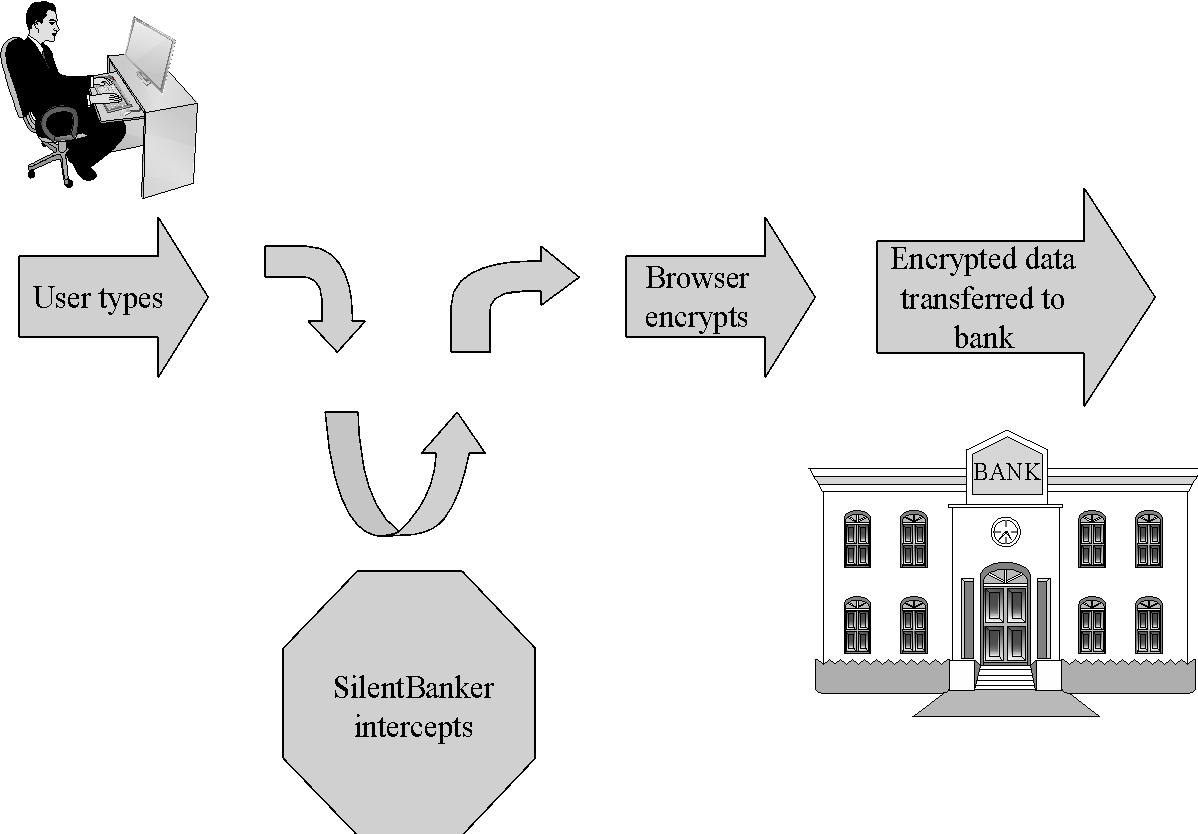 User types
Browser
encrypts
Encrypted data
transferred to
bank
BANK
SilentBanker
intercepts